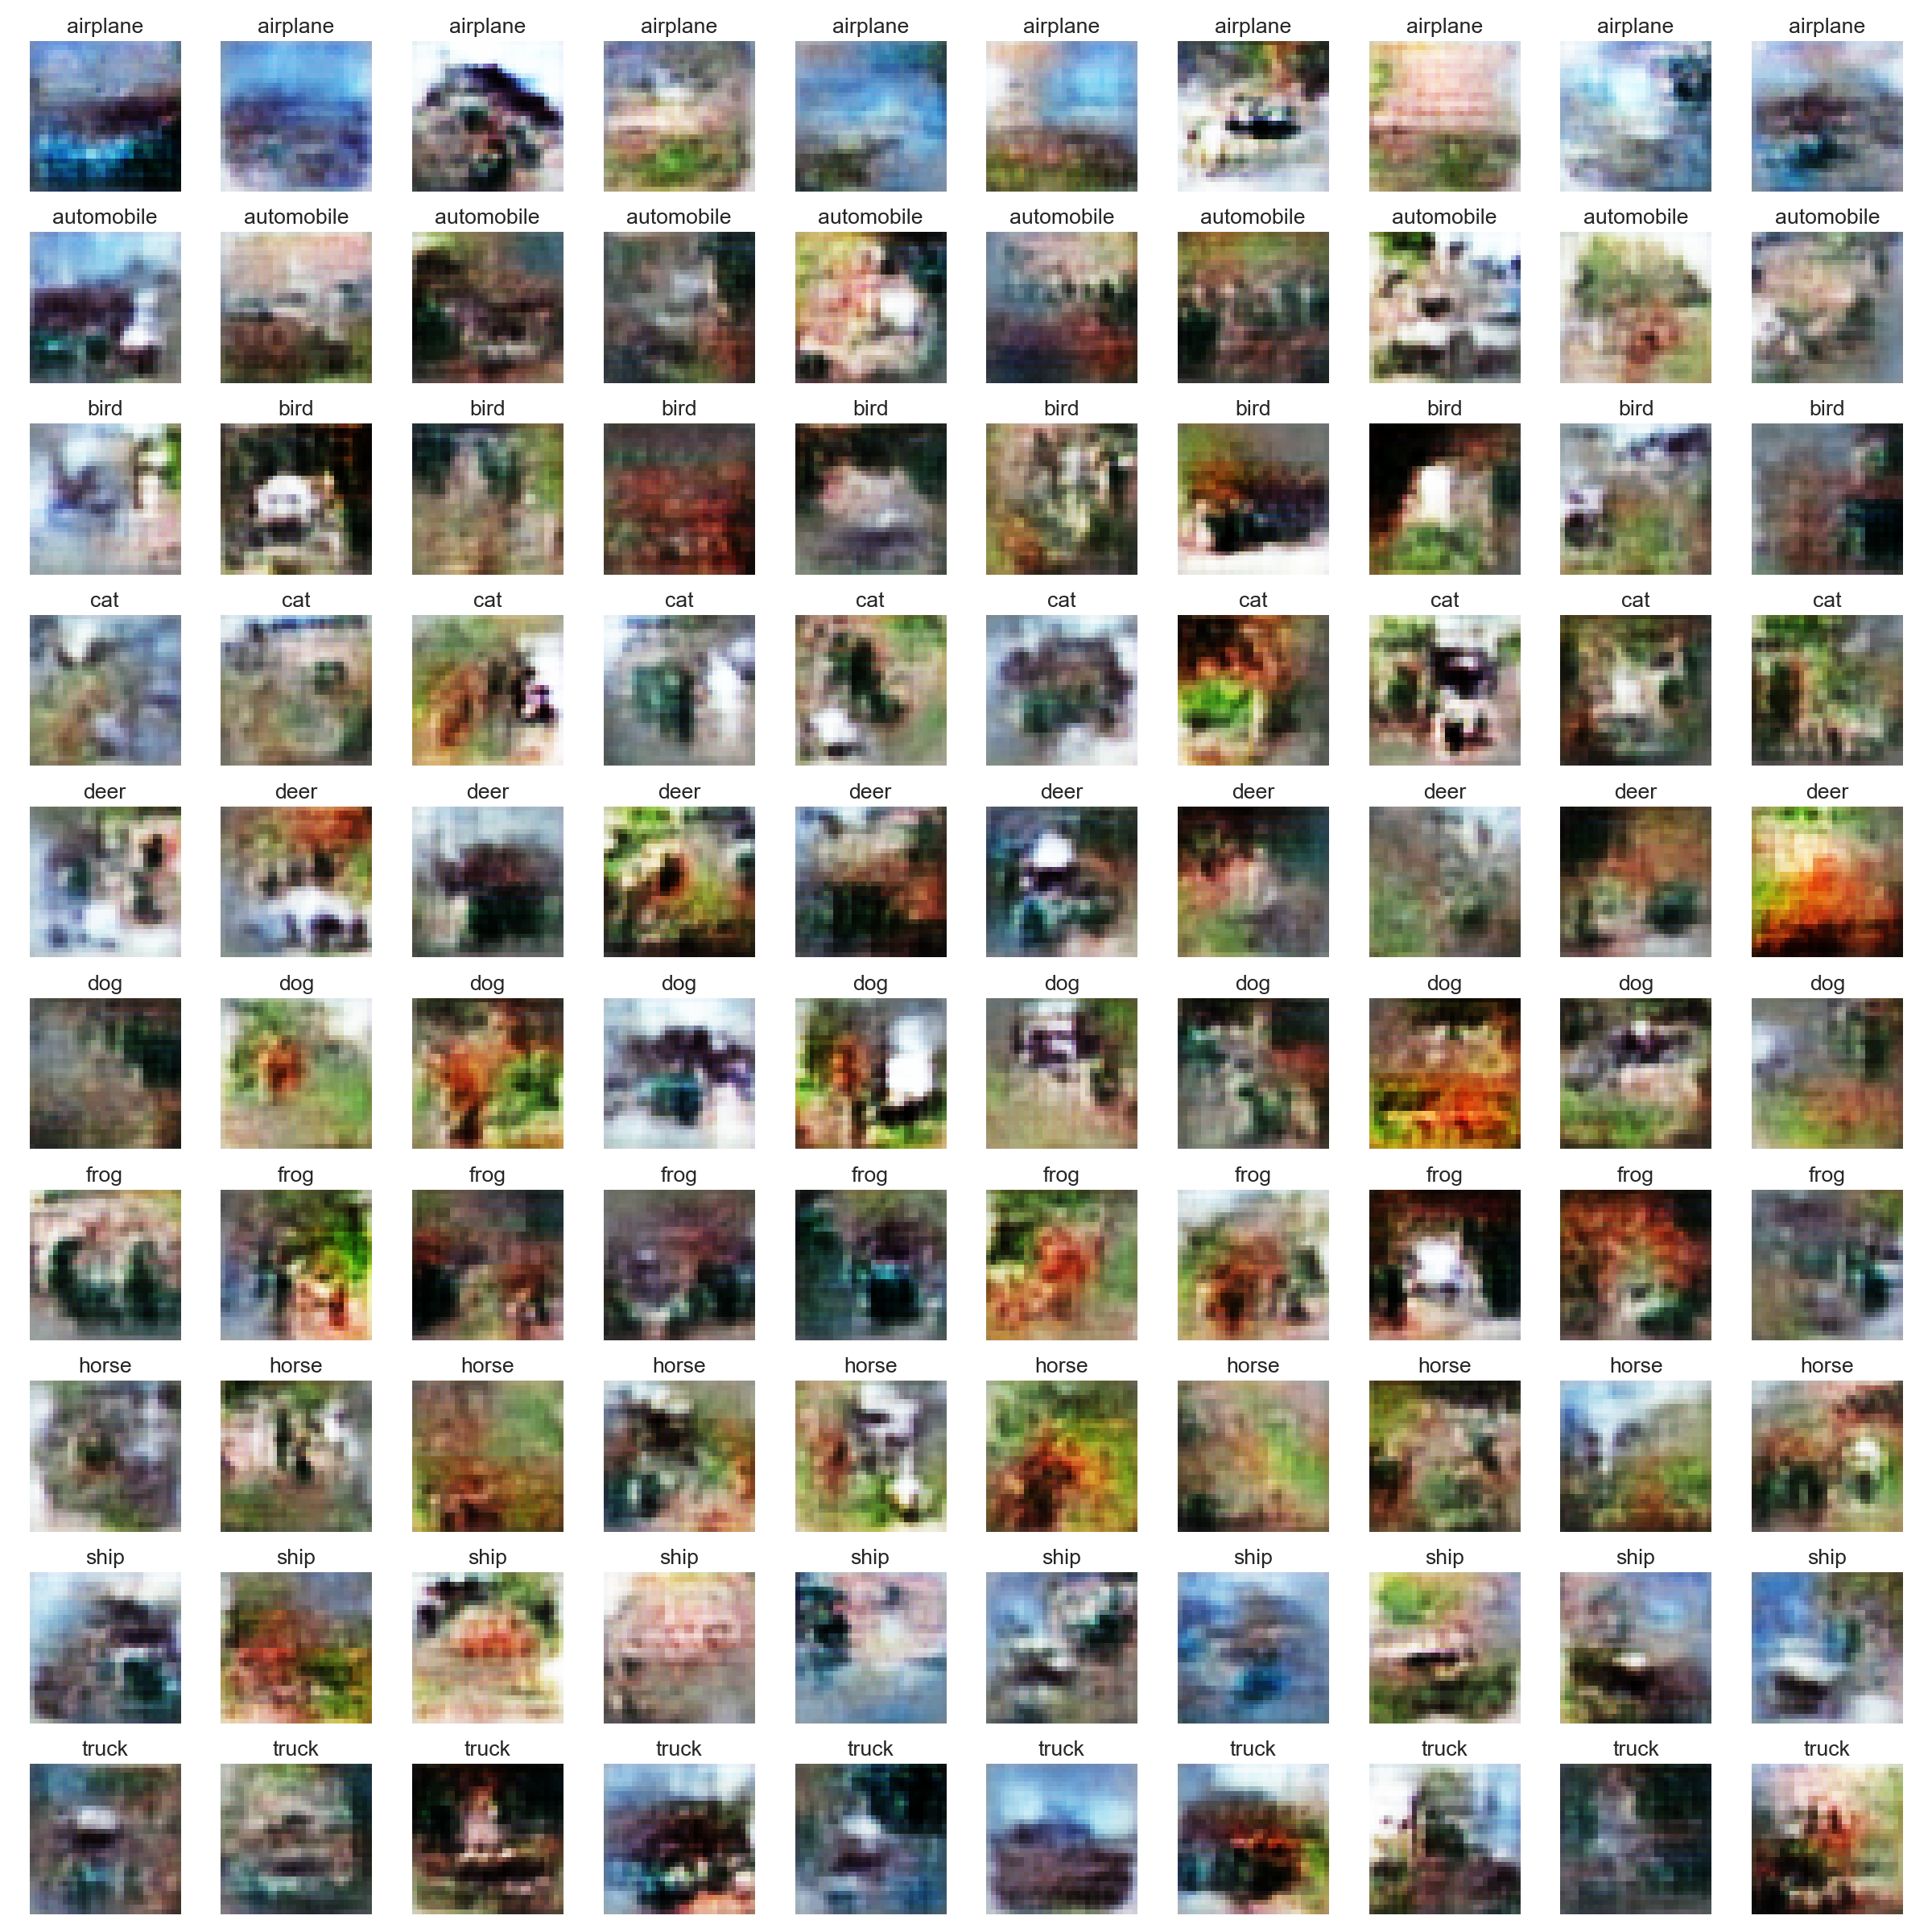 airplane airplane airplane airplane airplane airplane airplane airplane airplane airplane
automobile automobile automobile automobile automobile automobile automobile automobile automobile automobile
bird bird bird bird bird bird bird bird bird bird
cat cat cat cat cat cat cat cat cat cat
deer deer deer deer deer deer deer deer deer deer
dog dog dog dog dog dog dog dog dog dog
frog frog frog frog frog frog frog frog frog frog
horse horse horse horse horse horse horse horse horse horse
ship ship ship ship ship ship ship ship ship ship
truck truck truck truck truck truck truck truck truck truck